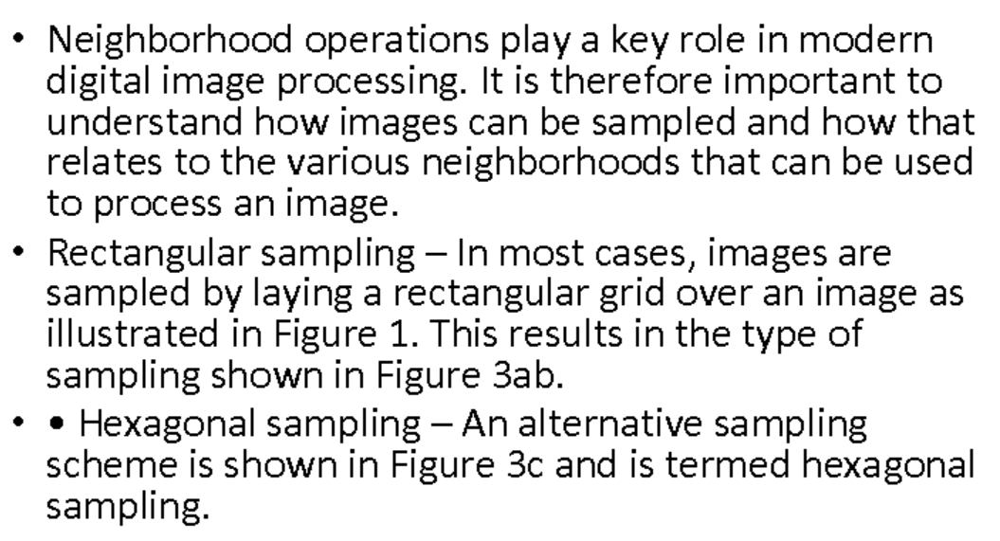 • Neighborhood operations play a key role in modern
digital image processing. It is therefore important to
understand how images can be sampled and how that
relates to the various neighborhoods that can be used
to process an image.
• Rectangular sampling – In most cases, images are
sampled by laying a rectangular grid over an image as
illustrated in Figure 1. This results in the type of
sampling shown in Figure 3ab.
• • Hexagonal sampling – An alternative sampling
scheme is shown in Figure 3c and is termed hexagonal
sampling.